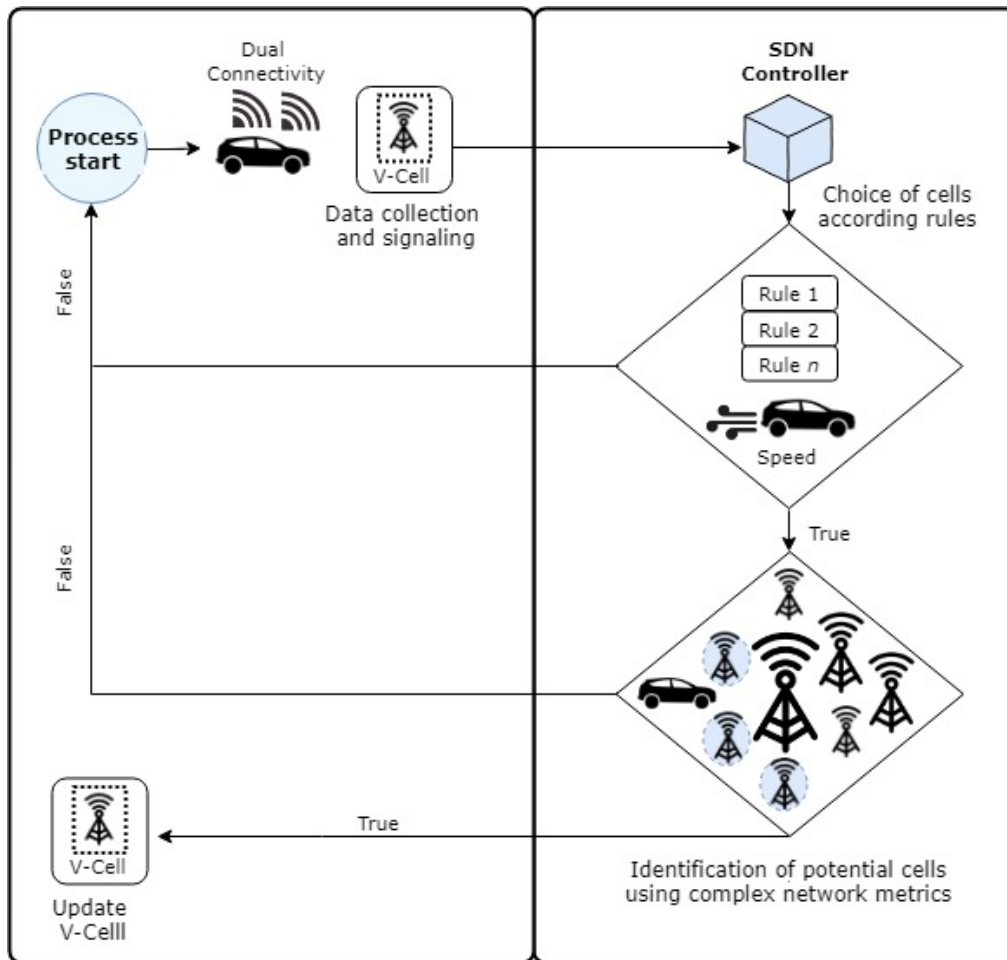 Dual
Connectivity
Process
start
V-Cell
Data collection
and signaling
SDN
Controller
Choice of cells
according rules
Rule 1
Rule 2
Rule n
Speed
False
True
False
True
V-Cell
Update
V-Celll
Identification of potential cells
using complex network metrics